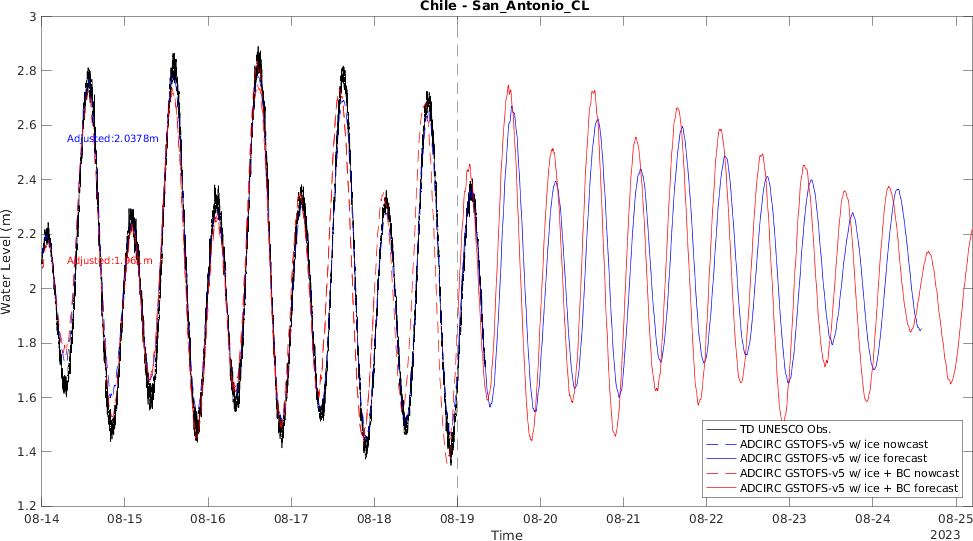 Chile - San_Antonio_CL
3
2.8
2.6
2.4
2.2
2
1.8
1.6
1.4
1.2
Water Level (m)
Adjusted:2.0378m
TD UNESCO Obs.
ADCIRC GSTOFS-v5 w/ ice nowcast
ADCIRC GSTOFS-v5 w/ ice forecast
ADCIRC GSTOFS-v5 w/ ice + BC nowcast
ADCIRC GSTOFS-v5 w/ ice + BC forecast
08-14 08-15 08-16 08-17 08-18 08-19 08-20 08-21 08-22 08-23 08-24 08-25
Time
2023